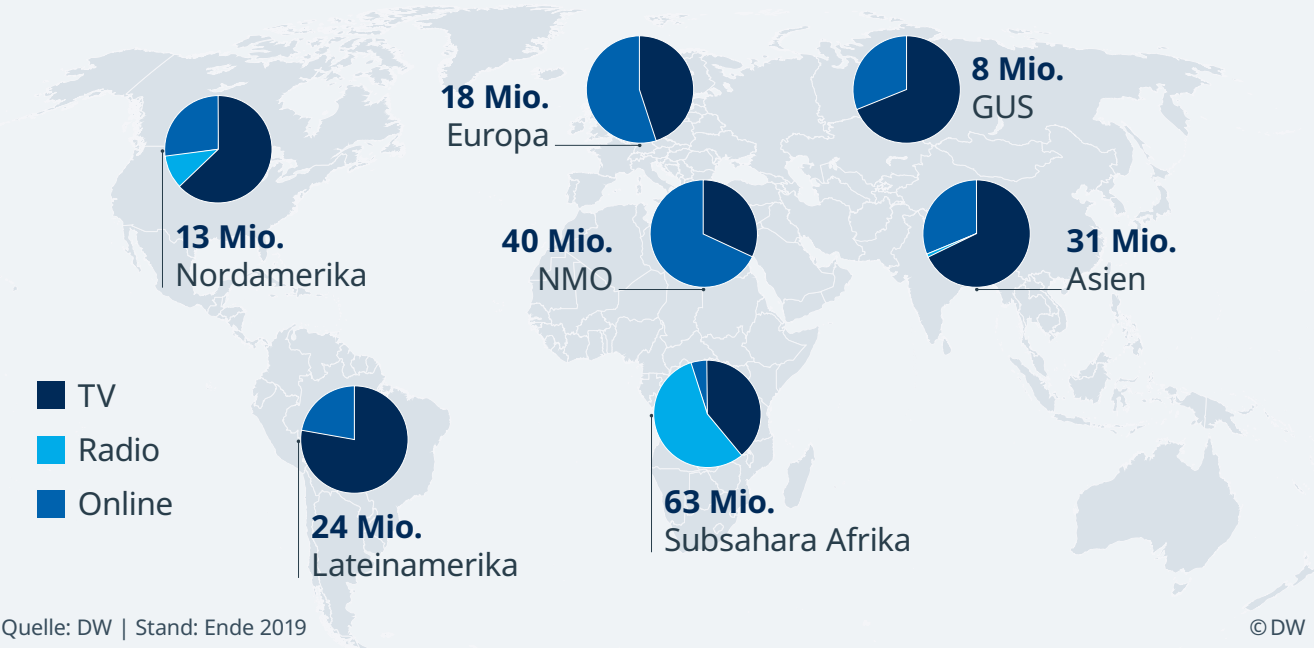 18 Mio.
Europa
8 Mio.
GUS
13 Mio.
Nordamerika
40 Mio.
NMO
31 Mio.
Asien
TV
Radio
Online
24 Mio.
Lateinamerika
63 Mio.
Subsahara Afrika
Quelle: DW | Stand: Ende 2019
© DW